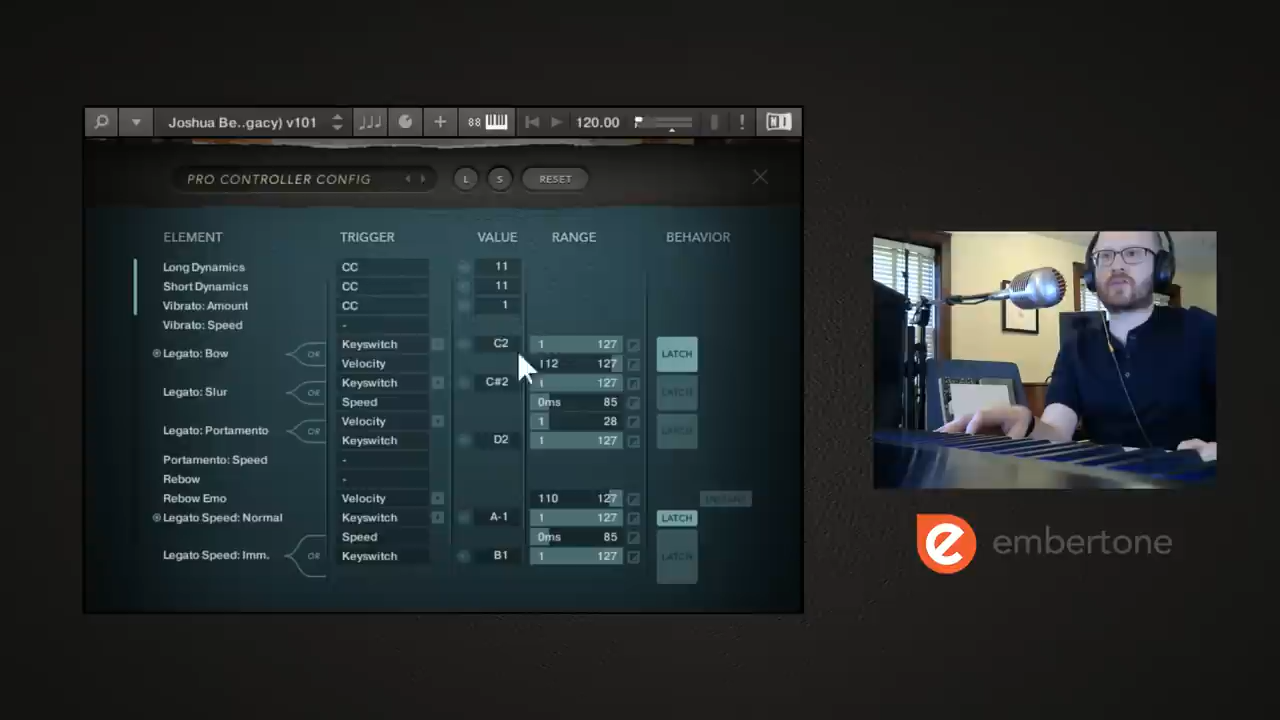 Joshua Be..gacy) v101 88 120.00 ! NI
PRO CONTROLLER CONFIG L S RESET
ELEMENT TRIGGER VALUE RANGE BEHAVIOR
Long Dynamics CC 11
Short Dynamics CC 11
Vibrato: Amount CC 1
Vibrato: Speed -
Legato: Bow OR Keyswitch C2 1 127 LATCH
Velocity 112 127
Legato: Slur OR Keyswitch C#2 1 127 LATCH
Speed 0ms 85
Legato: Portamento OR Velocity 1 28 LATCH
Keyswitch D2 1 127
Portamento: Speed -
Rebow -
Rebow Emo Velocity 110 127
Legato Speed: Normal Keyswitch A-1 1 127 LATCH
Legato Speed: Imm. OR Speed 0ms 85 LATCH
Keyswitch B1 1 127
e embertone